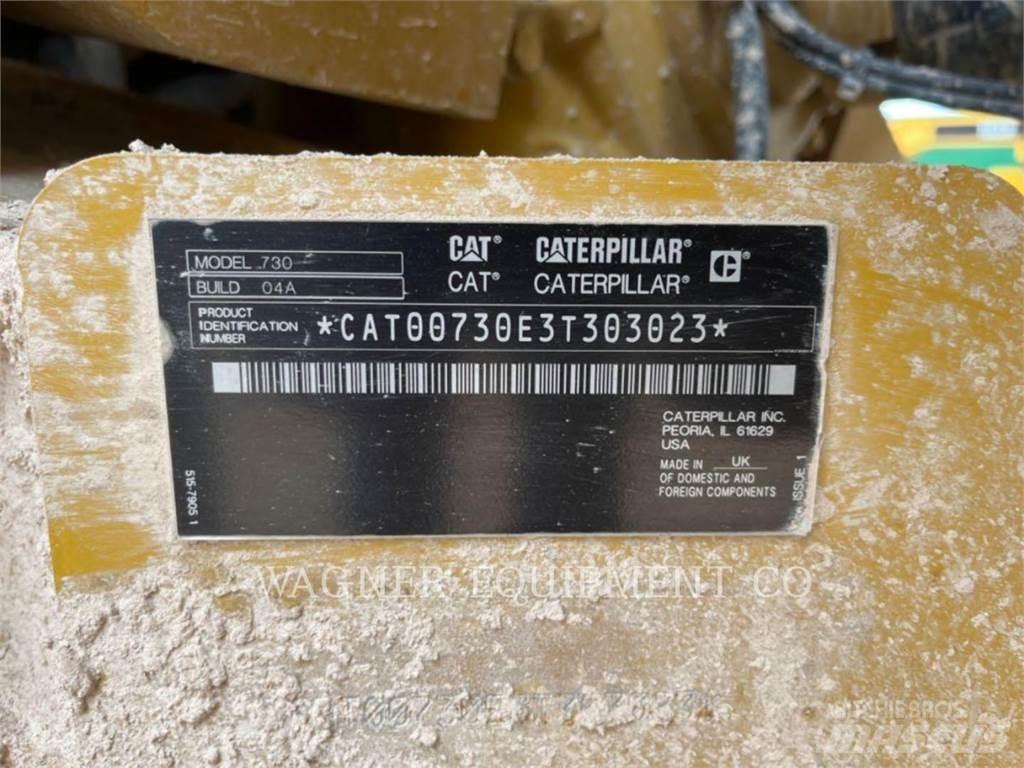 MODEL 730
BUILD 04A
CAT® CATERPILLAR®
CAT® CATERPILLAR®
PRODUCT
IDENTIFICATION
NUMBER
*CAT00730E3T303023*
CATERPILLAR INC.
PEORIA, IL 61629
USA
MADE IN UK
OF DOMESTIC AND
FOREIGN COMPONENTS
515-7905 1
ISSUE 1
WAGNER EQUIPMENT CO